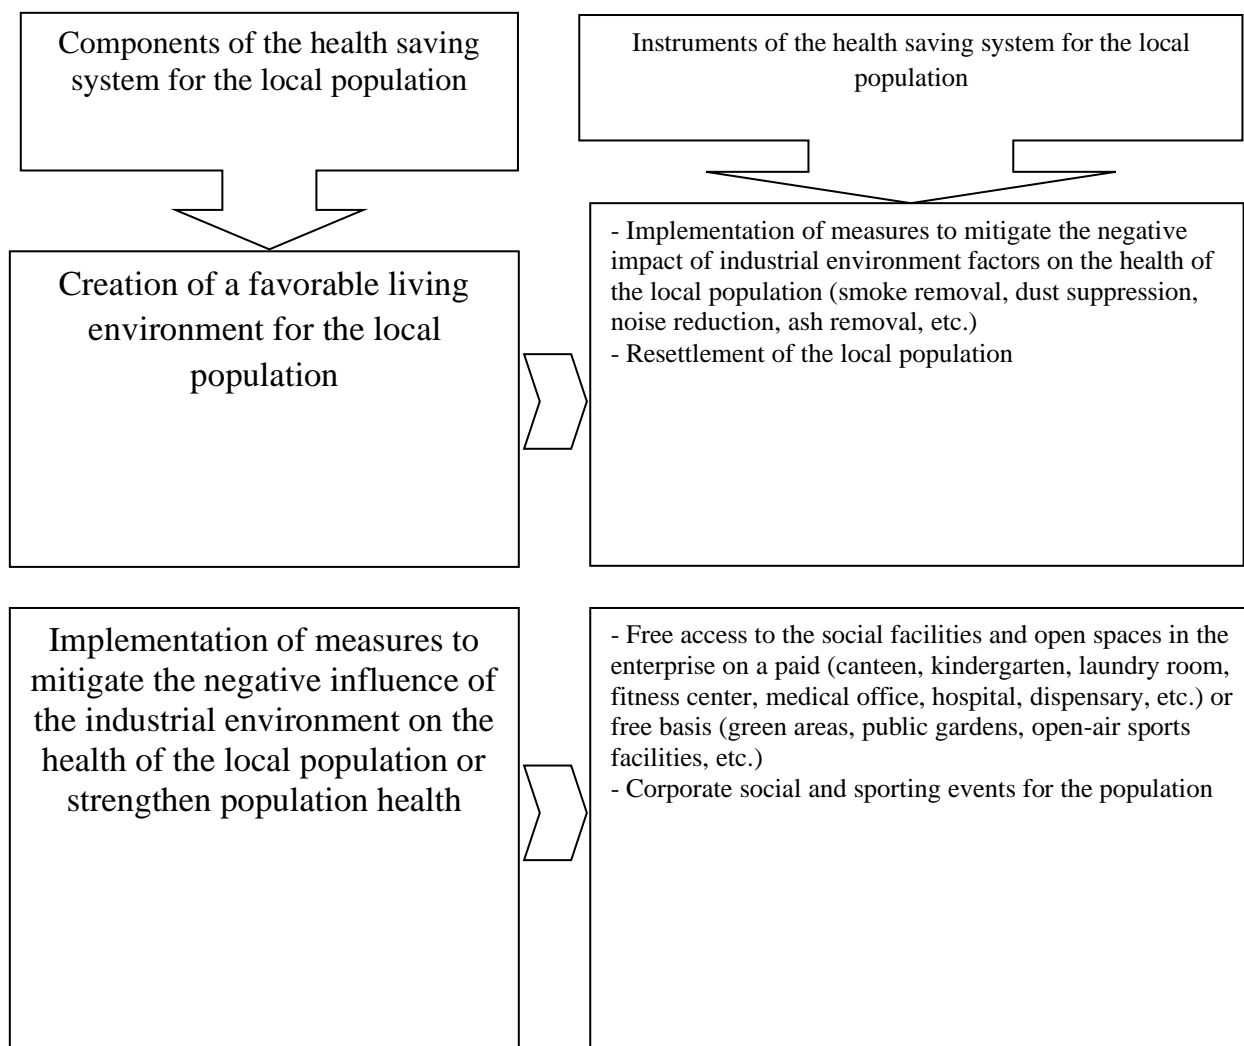 Components of the health saving
system for the local population
Instruments of the health saving system for the local
population
Creation of a favorable living
environment for the local
population
- Implementation of measures to mitigate the negative
impact of industrial environment factors on the health of
the local population (smoke removal, dust suppression,
noise reduction, ash removal, etc.)
- Resettlement of the local population
Implementation of measures to
mitigate the negative influence of
the industrial environment on the
health of the local population or
strengthen population health
- Free access to the social facilities and open spaces in the
enterprise on a paid (canteen, kindergarten, laundry room,
fitness center, medical office, hospital, dispensary, etc.) or
free basis (green areas, public gardens, open-air sports
facilities, etc.)
- Corporate social and sporting events for the population